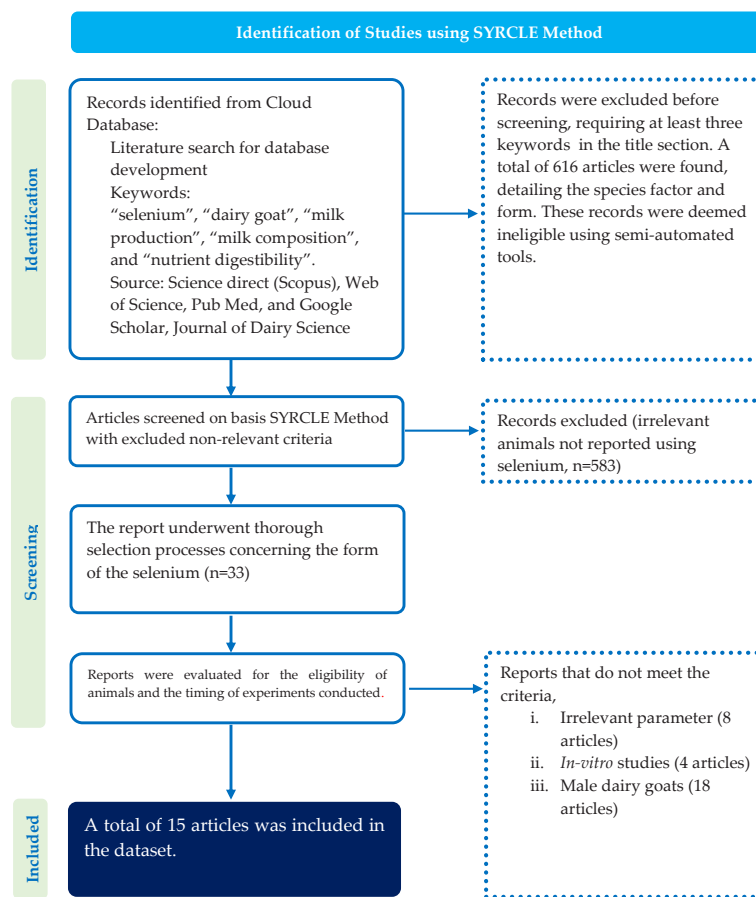 Identification of Studies using SYRCLE Method
Identification
Records identified from Cloud
Database:
Literature search for database
development
Keywords:
“selenium”, “dairy goat”, “milk
production”, “milk composition”,
and “nutrient digestibility”.
Source: Science direct (Scopus), Web
of Science, Pub Med, and Google
Scholar, Journal of Dairy Science
Records were excluded before
screening, requiring at least three
keywords in the title section. A
total of 616 articles were found,
detailing the species factor and
form. These records were deemed
ineligible using semi-automated
tools.
Screening
Articles screened on basis SYRCLE Method
with excluded non-relevant criteria
Records excluded (irrelevant
animals not reported using
selenium, n=583)
The report underwent thorough
selection processes concerning the form
of the selenium (n=33)
Reports were evaluated for the eligibility of
animals and the timing of experiments conducted.
Reports that do not meet the
criteria,
i. Irrelevant parameter (8
articles)
ii. In-vitro studies (4 articles)
iii. Male dairy goats (18
articles)
Included
A total of 15 articles was included in
the dataset.